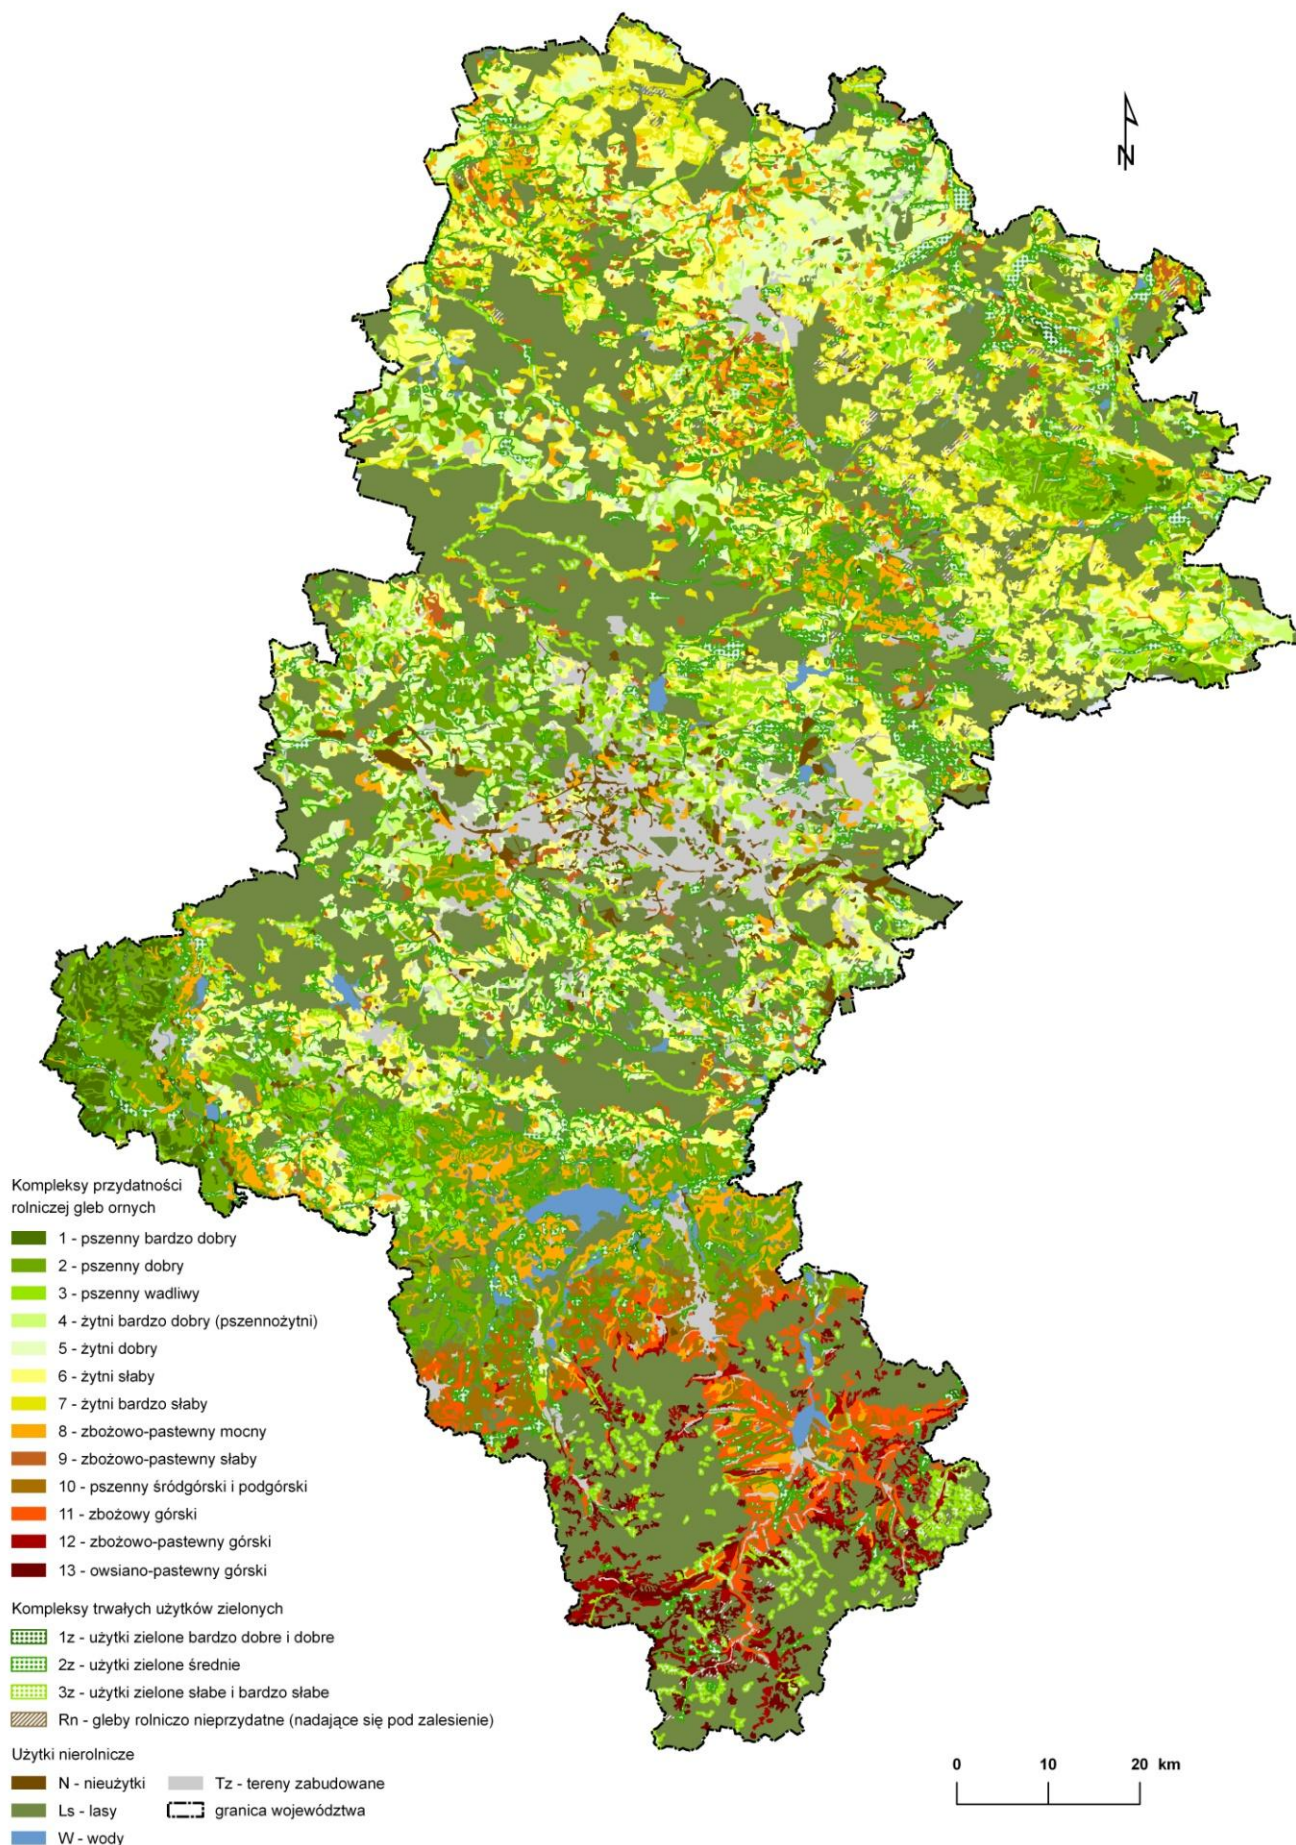 N
Kompleksy przydatności
rolniczej gleb ornych
1 - pszenny bardzo dobry
2 - pszenny dobry
3 - pszenny wadliwy
4 - żytni bardzo dobry (pszennożytni)
5 - żytni dobry
6 - żytni słaby
7 - żytni bardzo słaby
8 - zbożowo-pastewny mocny
9 - zbożowo-pastewny słaby
10 - pszenny śródgórski i podgórski
11 - zbożowy górski
12 - zbożowo-pastewny górski
13 - owsiano-pastewny górski
Kompleksy trwałych użytków zielonych
1z - użytki zielone bardzo dobre i dobre
2z - użytki zielone średnie
3z - użytki zielone słabe i bardzo słabe
Rn - gleby rolniczo nieprzydatne (nadające się pod zalesienie)
Użytki nierolnicze
N - nieużytki
Ls - lasy
W - wody
Tz - tereny zabudowane
granica województwa
0 10 20 km